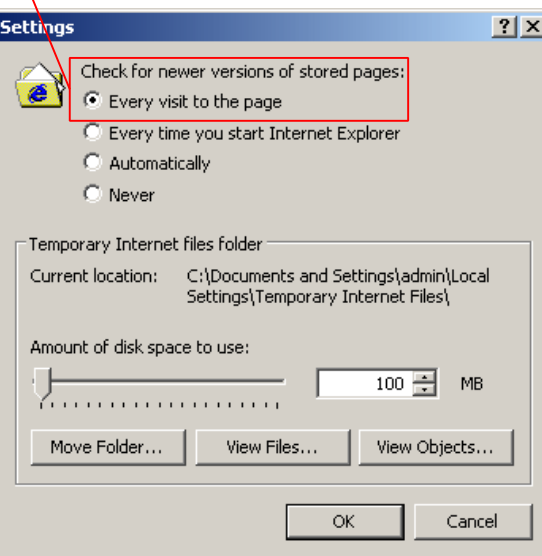 Settings
Check for newer versions of stored pages:
Every visit to the page
Every time you start Internet Explorer
Automatically
Never
Temporary Internet files folder
Current location: C:\Documents and Settings\admin\Local
Settings\Temporary Internet Files\
Amount of disk space to use:
100 MB
Move Folder... View Files... View Objects...
OK Cancel